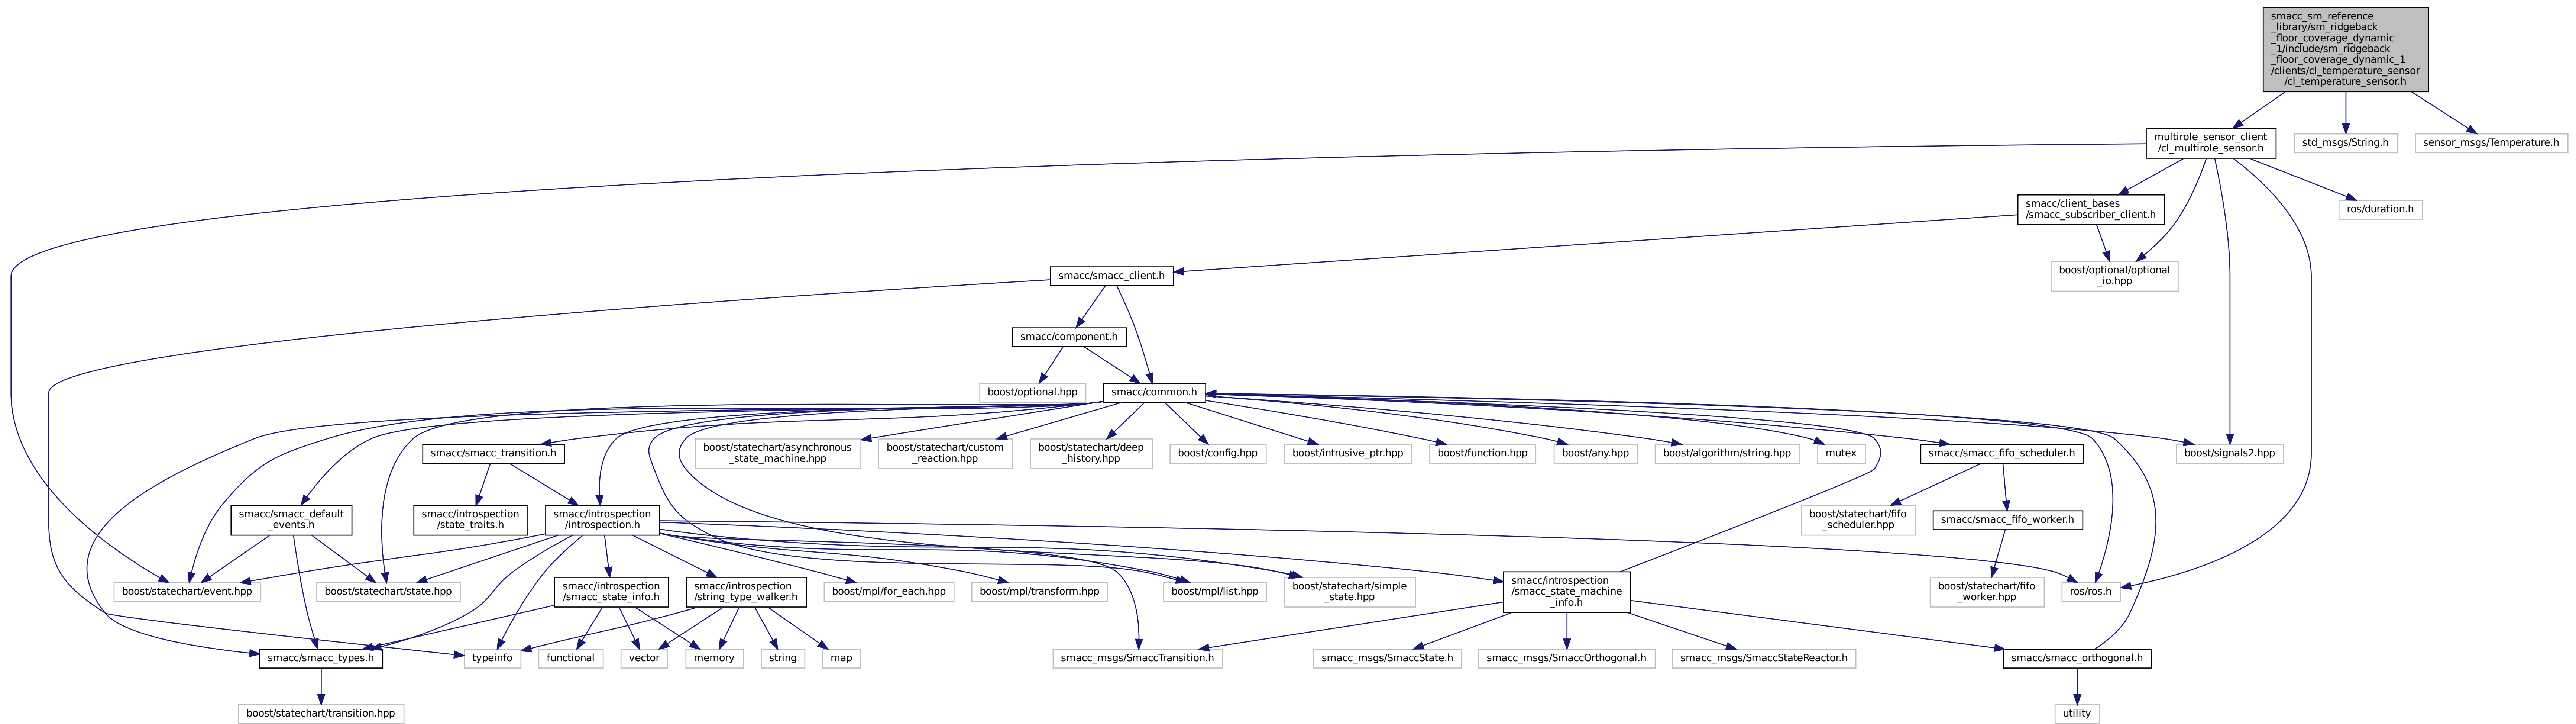 smacc_sm_reference
_library/sm_ridgeback
_floor_coverage_dynamic
_1/include/sm_ridgeback
_floor_coverage_dynamic_1
/clients/cl_temperature_sensor
/cl_temperature_sensor.h
multirole_sensor_client
/cl_multirole_sensor.h
std_msgs/String.h
sensor_msgs/Temperature.h
smacc/client_bases
/smacc_subscriber_client.h
ros/duration.h
smacc/smacc_client.h
boost/optional/optional
_io.hpp
smacc/component.h
boost/optional.hpp
smacc/common.h
smacc/smacc_transition.h
boost/statechart/asynchronous
_state_machine.hpp
boost/statechart/custom
_reaction.hpp
boost/statechart/deep
_history.hpp
boost/config.hpp
boost/intrusive_ptr.hpp
boost/function.hpp
boost/any.hpp
boost/algorithm/string.hpp
mutex
smacc/smacc_fifo_scheduler.h
boost/signals2.hpp
smacc/smacc_default
_events.h
smacc/introspection
/state_traits.h
smacc/introspection
/introspection.h
boost/statechart/fifo
_scheduler.hpp
smacc/smacc_fifo_worker.h
boost/statechart/event.hpp
boost/statechart/state.hpp
smacc/introspection
/smacc_state_info.h
smacc/introspection
/string_type_walker.h
boost/mpl/for_each.hpp
boost/mpl/transform.hpp
boost/mpl/list.hpp
boost/statechart/simple
_state.hpp
smacc/introspection
/smacc_state_machine
_info.h
boost/statechart/fifo
_worker.hpp
ros/ros.h
smacc/smacc_types.h
typeinfo
functional
vector
memory
string
map
smacc_msgs/SmaccTransition.h
smacc_msgs/SmaccState.h
smacc_msgs/SmaccOrthogonal.h
smacc_msgs/SmaccStateReactor.h
smacc/smacc_orthogonal.h
boost/statechart/transition.hpp
utility